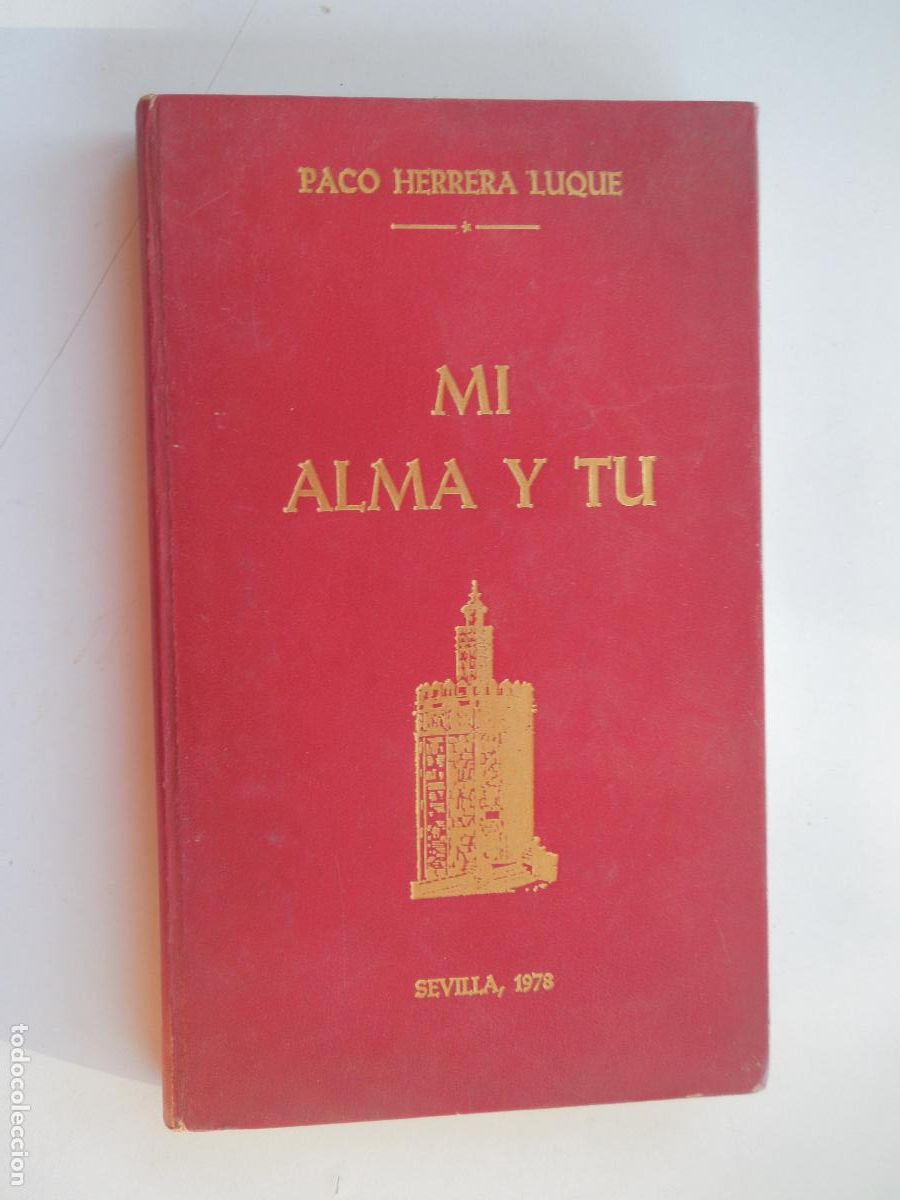 PACO HERRERA LUQUE
MI
ALMA Y TU
SEVILLA, 1978
todocoleccion